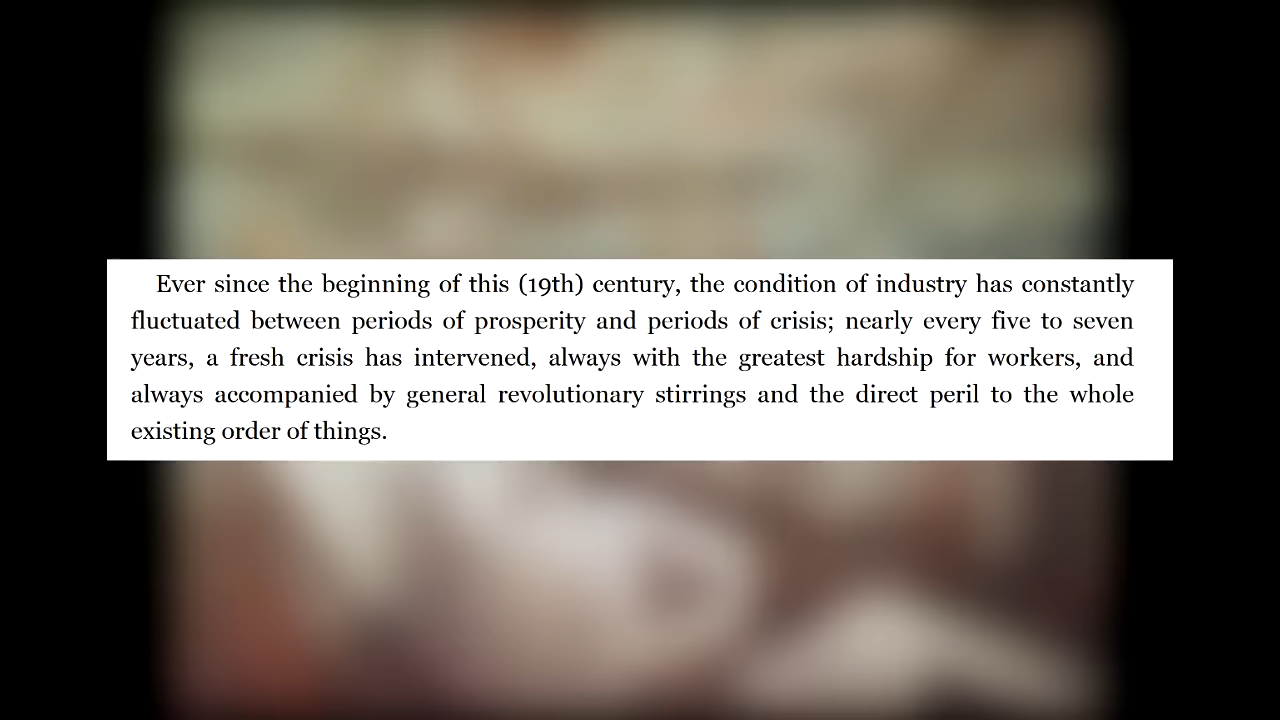 Ever since the beginning of this (19th) century, the condition of industry has constantly
fluctuated between periods of prosperity and periods of crisis; nearly every five to seven
years, a fresh crisis has intervened, always with the greatest hardship for workers, and
always accompanied by general revolutionary stirrings and the direct peril to the whole
existing order of things.